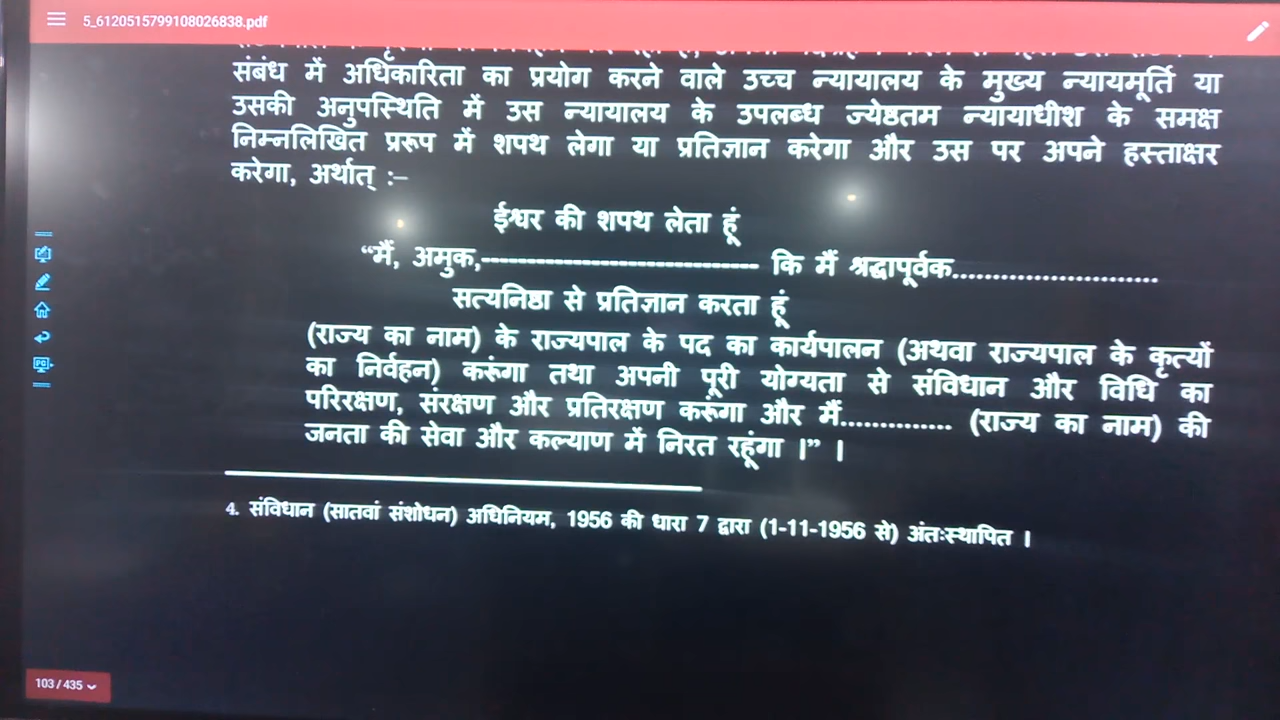 5_6120515799108026838.pdf
संबंध में अधिकारिता का प्रयोग करने वाले उच्च न्यायालय के मुख्य न्यायमूर्ति या
उसकी अनुपस्थिति में उस न्यायालय के उपलब्ध ज्येष्ठतम न्यायाधीश के समक्ष
निम्नलिखित प्ररूप में शपथ लेगा या प्रतिज्ञान करेगा और उस पर अपने हस्ताक्षर
करेगा, अर्थात् :–
ईश्वर की शपथ लेता हूं
“मैं, अमुक,------------------------------ कि मैं श्रद्धापूर्वक..........................
सत्यनिष्ठा से प्रतिज्ञान करता हूं
(राज्य का नाम) के राज्यपाल के पद का कार्यपालन (अथवा राज्यपाल के कृत्यों
का निर्वहन) करूंगा तथा अपनी पूरी योग्यता से संविधान और विधि का
परिरक्षण, संरक्षण और प्रतिरक्षण करूंगा और मैं.............. (राज्य का नाम) की
जनता की सेवा और कल्याण में निरत रहूंगा ।” ।
4. संविधान (सातवां संशोधन) अधिनियम, 1956 की धारा 7 द्वारा (1-11-1956 से) अंतःस्थापित ।
103 / 435